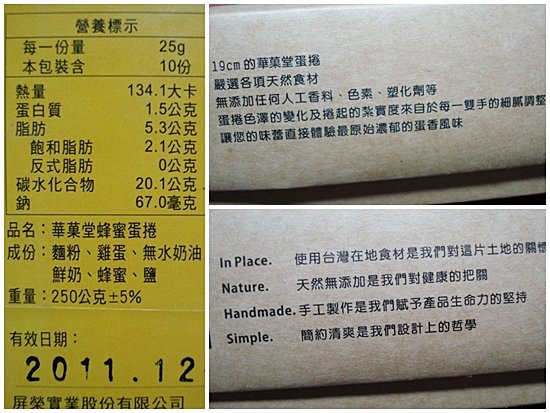 營養標示
每一份量 25g
本包裝含 10份
熱量 134.1大卡
蛋白質 1.5公克
脂肪 5.3公克
飽和脂肪 2.1公克
反式脂肪 0公克
碳水化合物 20.1公克
鈉 67.0毫克
品名：華菓堂蜂蜜蛋捲
成份：麵粉、雞蛋、無水奶油
鮮奶、蜂蜜、鹽
重量：250公克±5%
有效日期：
2011.12
屏榮實業股份有限公司
19cm的華菓堂蛋捲
嚴選各項天然食材
無添加任何人工香料、色素、塑化劑等
蛋捲色澤的變化及捲起的紮實度來自於每一雙手的細膩調整
讓您的味蕾直接體驗最原始濃郁的蛋香風味
In Place. 使用台灣在地食材是我們對這片土地的關懷
Nature. 天然無添加是我們對健康的把關
Handmade. 手工製作是我們賦予產品生命力的堅持
Simple. 簡約清爽是我們設計上的哲學